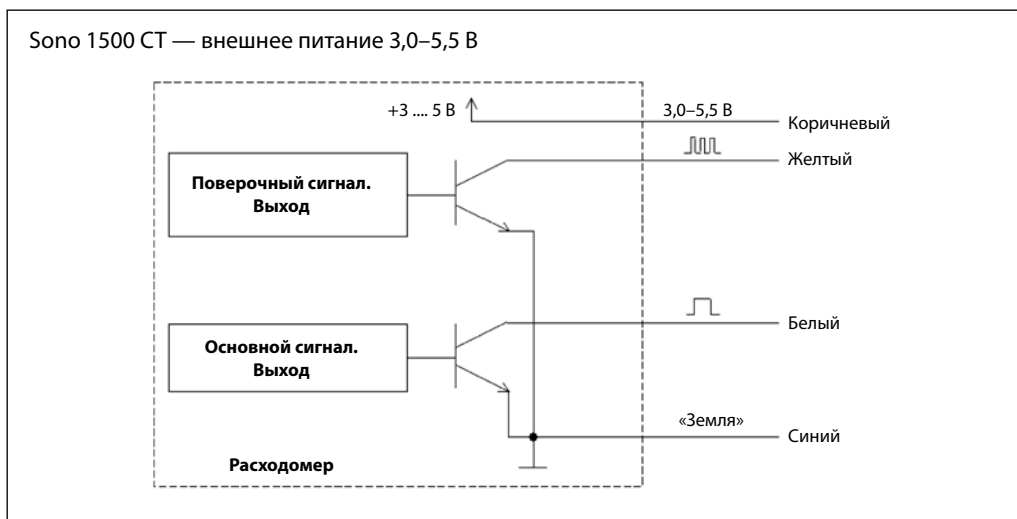 Sono 1500 CT — внешнее питание 3,0–5,5 В
+3 .... 5 В
3,0–5,5 В
Коричневый
Желтый
Поверочный сигнал.
Выход
Белый
Основной сигнал.
Выход
«Земля»
Синий
Расходомер